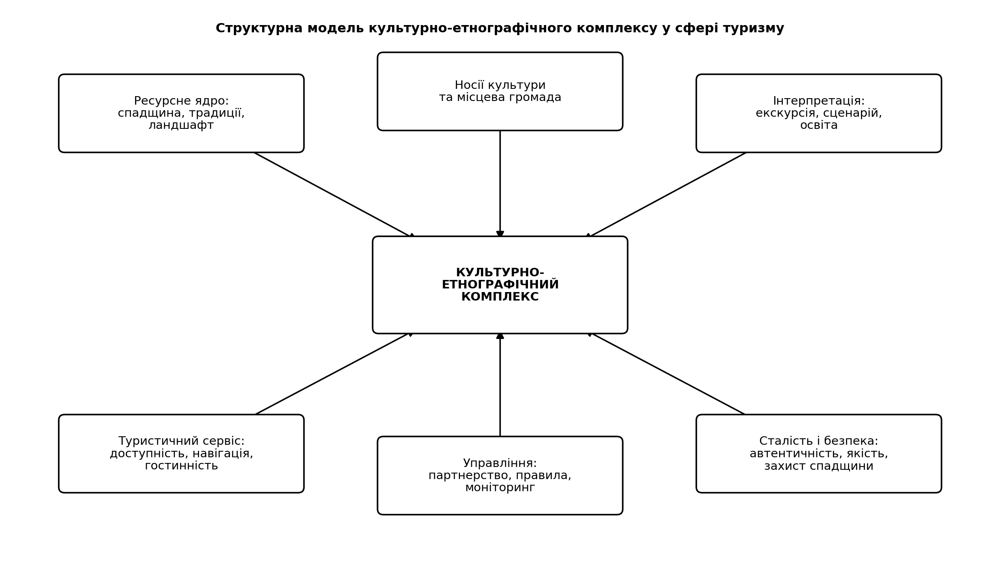 Структурна модель культурно-етнографічного комплексу у сфері туризму
Ресурсне ядро:
спадщина, традиції,
ландшафт
Носії культури
та місцева громада
Інтерпретація:
екскурсія, сценарій,
освіта
КУЛЬТУРНО-
ЕТНОГРАФІЧНИЙ
КОМПЛЕКС
Туристичний сервіс:
доступність, навігація,
гостинність
Управління:
партнерство, правила,
моніторинг
Сталість і безпека:
автентичність, якість,
захист спадщини